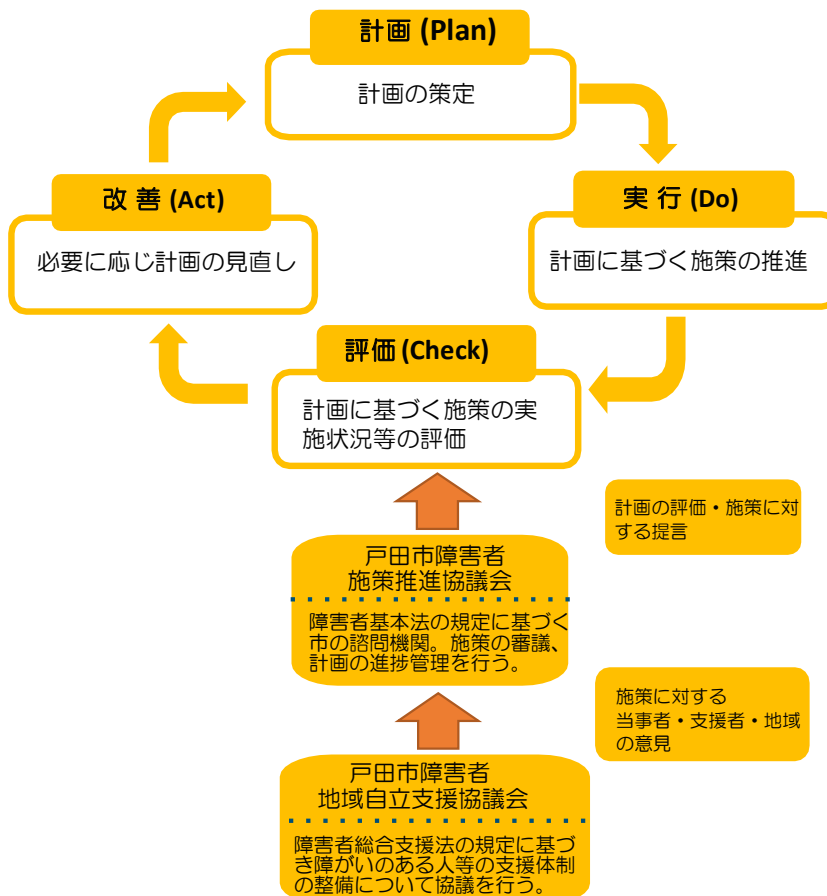 計画 (Plan)
計画の策定
改 善 (Act)
必要に応じ計画の見直し
実 行 (Do)
計画に基づく施策の推進
評価 (Check)
計画に基づく施策の実
施状況等の評価
計画の評価・施策に対
する提言
戸田市障害者
施策推進協議会
障害者基本法の規定に基づく
市の諮問機関。施策の審議、
計画の進捗管理を行う。
施策に対する
当事者・支援者・地域
の意見
戸田市障害者
地域自立支援協議会
障害者総合支援法の規定に基づ
き障がいのある人等の支援体制
の整備について協議を行う。